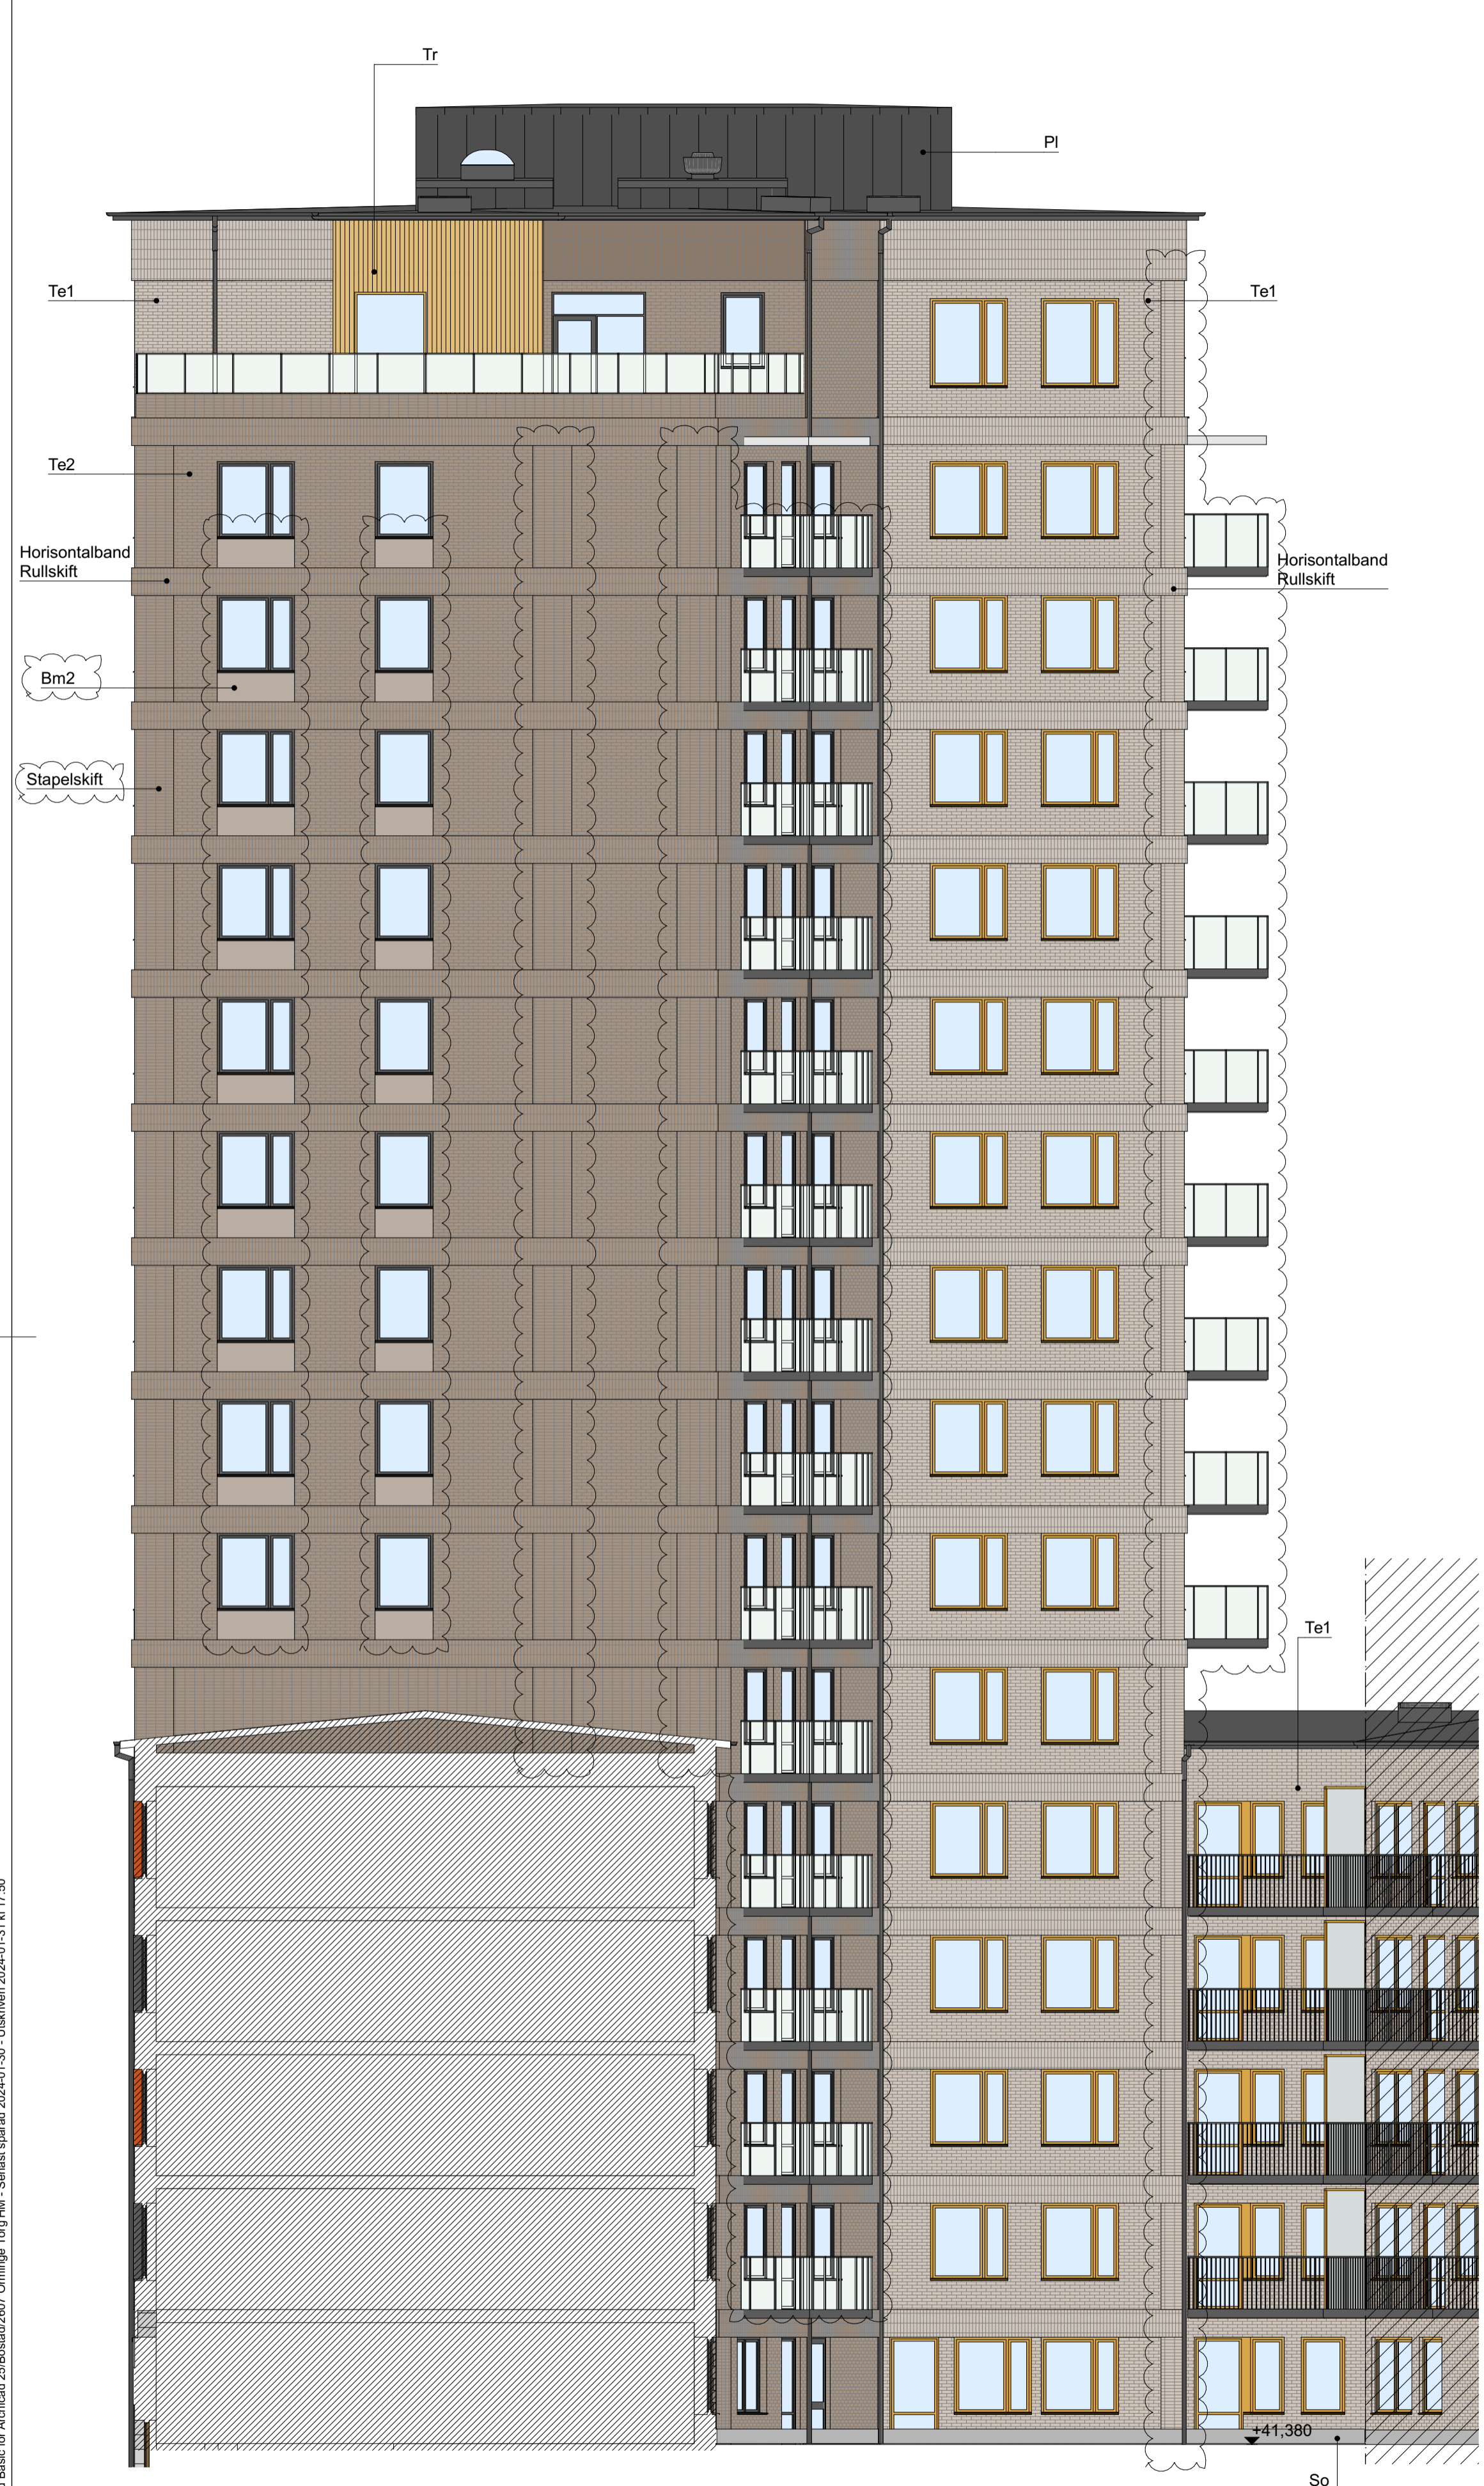 Tr
Pl
Te1
Te1
Te2
Horisontalband
Rullskift
Horisontalband
Rullskift
Bm2
Stapelskift
Te1
+41,380
So